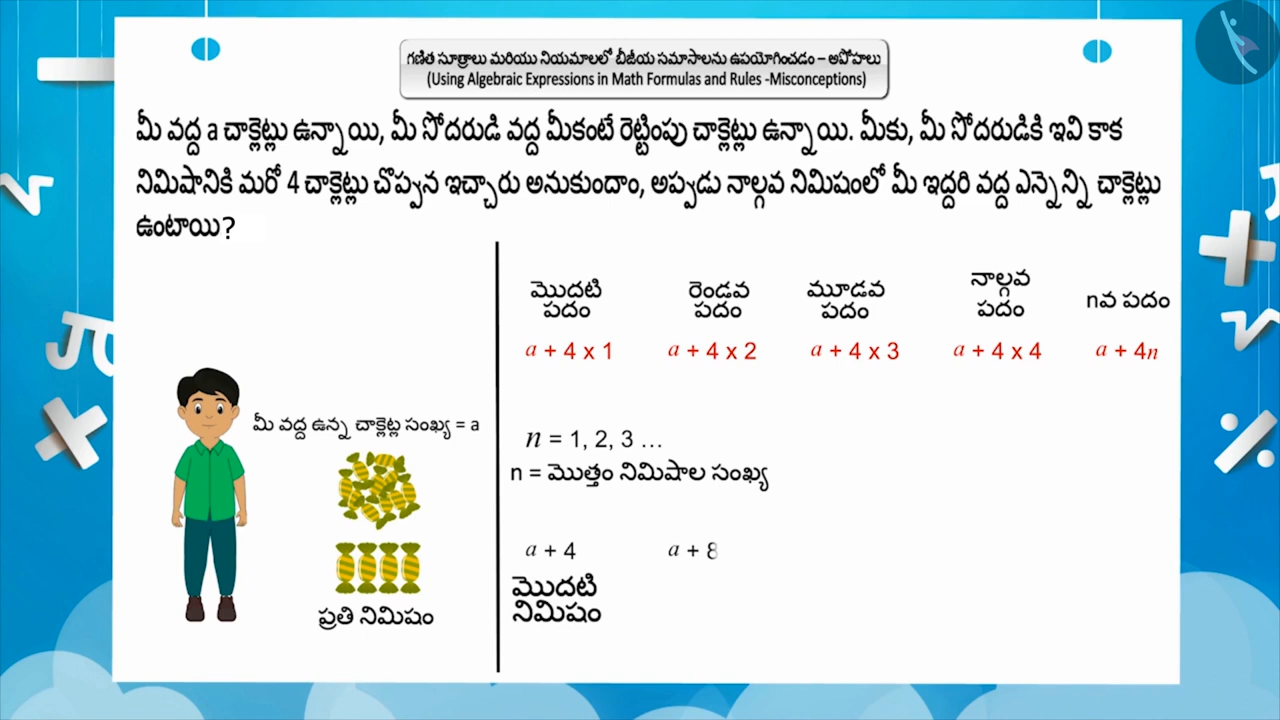 గణిత సూత్రాలు మరియు నియమాలలో బీజీయ సమాసాలను ఉపయోగించడం – అపోహలు
(Using Algebraic Expressions in Math Formulas and Rules -Misconceptions)
మీ వద్ద a చాక్లెట్లు ఉన్నాయి, మీ సోదరుడి వద్ద మీకంటే రెట్టింపు చాక్లెట్లు ఉన్నాయి. మీకు, మీ సోదరుడికి ఇవి కాక
నిమిషానికి మరో 4 చాక్లెట్లు చొప్పన ఇచ్చారు అనుకుందాం, అప్పడు నాల్గవ నిమిషంలో మీ ఇద్దరి వద్ద ఎన్నెన్ని చాక్లెట్లు
ఉంటాయి?
మొదటి పదం రెండవ పదం మూడవ పదం నాల్గవ పదం nవ పదం
a + 4 x 1 a + 4 x 2 a + 4 x 3 a + 4 x 4 a + 4n
మీ వద్ద ఉన్న చాక్లెట్ల సంఖ్య = a
n = 1, 2, 3 ...
n = మొత్తం నిమిషాల సంఖ్య
a + 4 a + 8
మొదటి
నిమిషం
ప్రతి నిమిషం